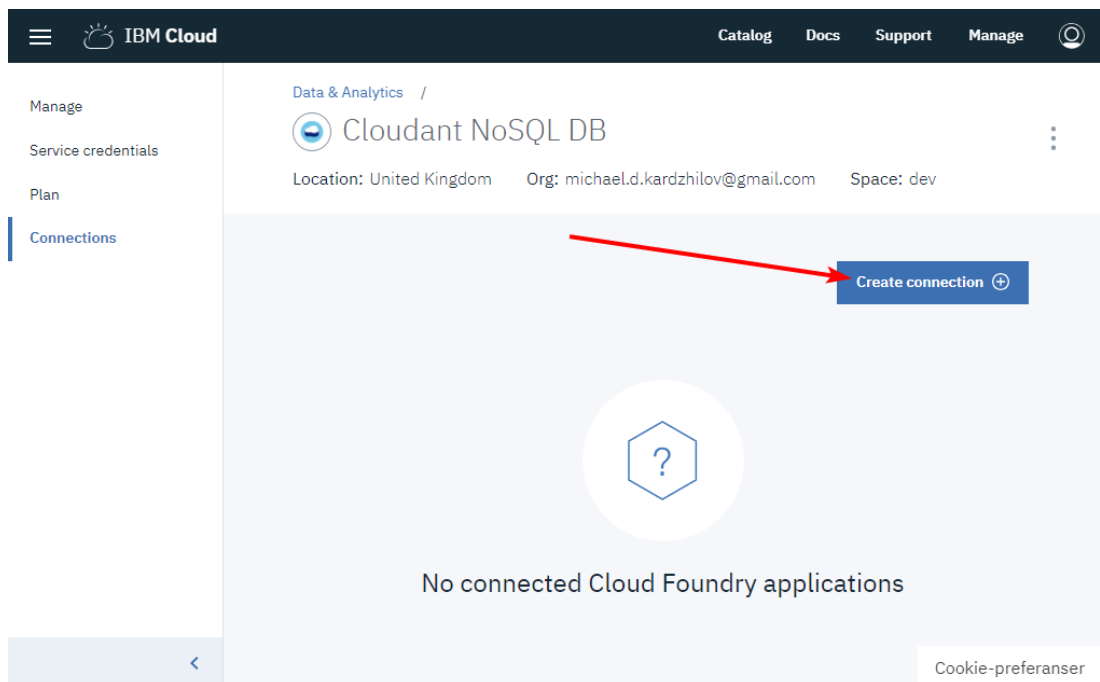 IBM Cloud Catalog Docs Support Manage
Manage
Service credentials
Plan
Connections
Data & Analytics /
Cloudant NoSQL DB
Location: United Kingdom Org: michael.d.kardzhilov@gmail.com Space: dev
Create connection
?
No connected Cloud Foundry applications
Cookie-preferanser